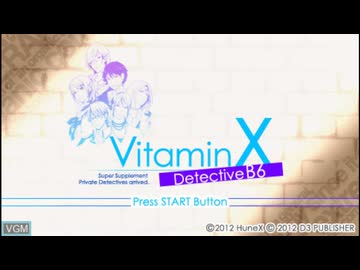 Vitamin X
Detective B6
Super Supplement
Private Detectives arrived.
Press START Button
©2012 HuneX © 2012 D3 PUBLISHER
VGM